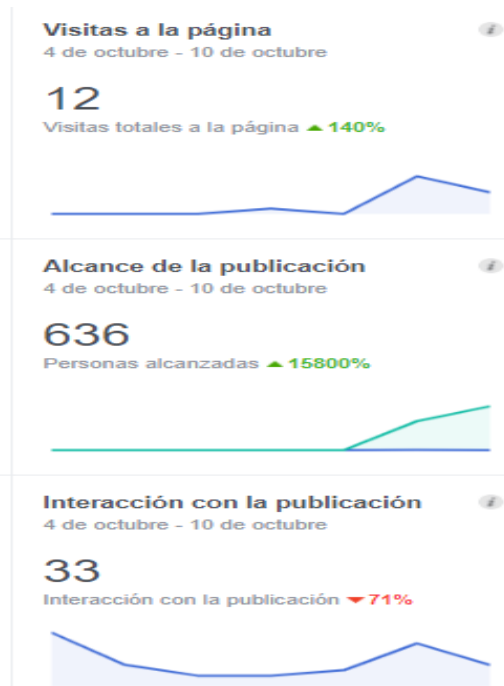 Visitas a la página
4 de octubre - 10 de octubre
12
Visitas totales a la página ▲ 140%
Alcance de la publicación
4 de octubre - 10 de octubre
636
Personas alcanzadas ▲ 15800%
Interacción con la publicación
4 de octubre - 10 de octubre
33
Interacción con la publicación ▼ 71%